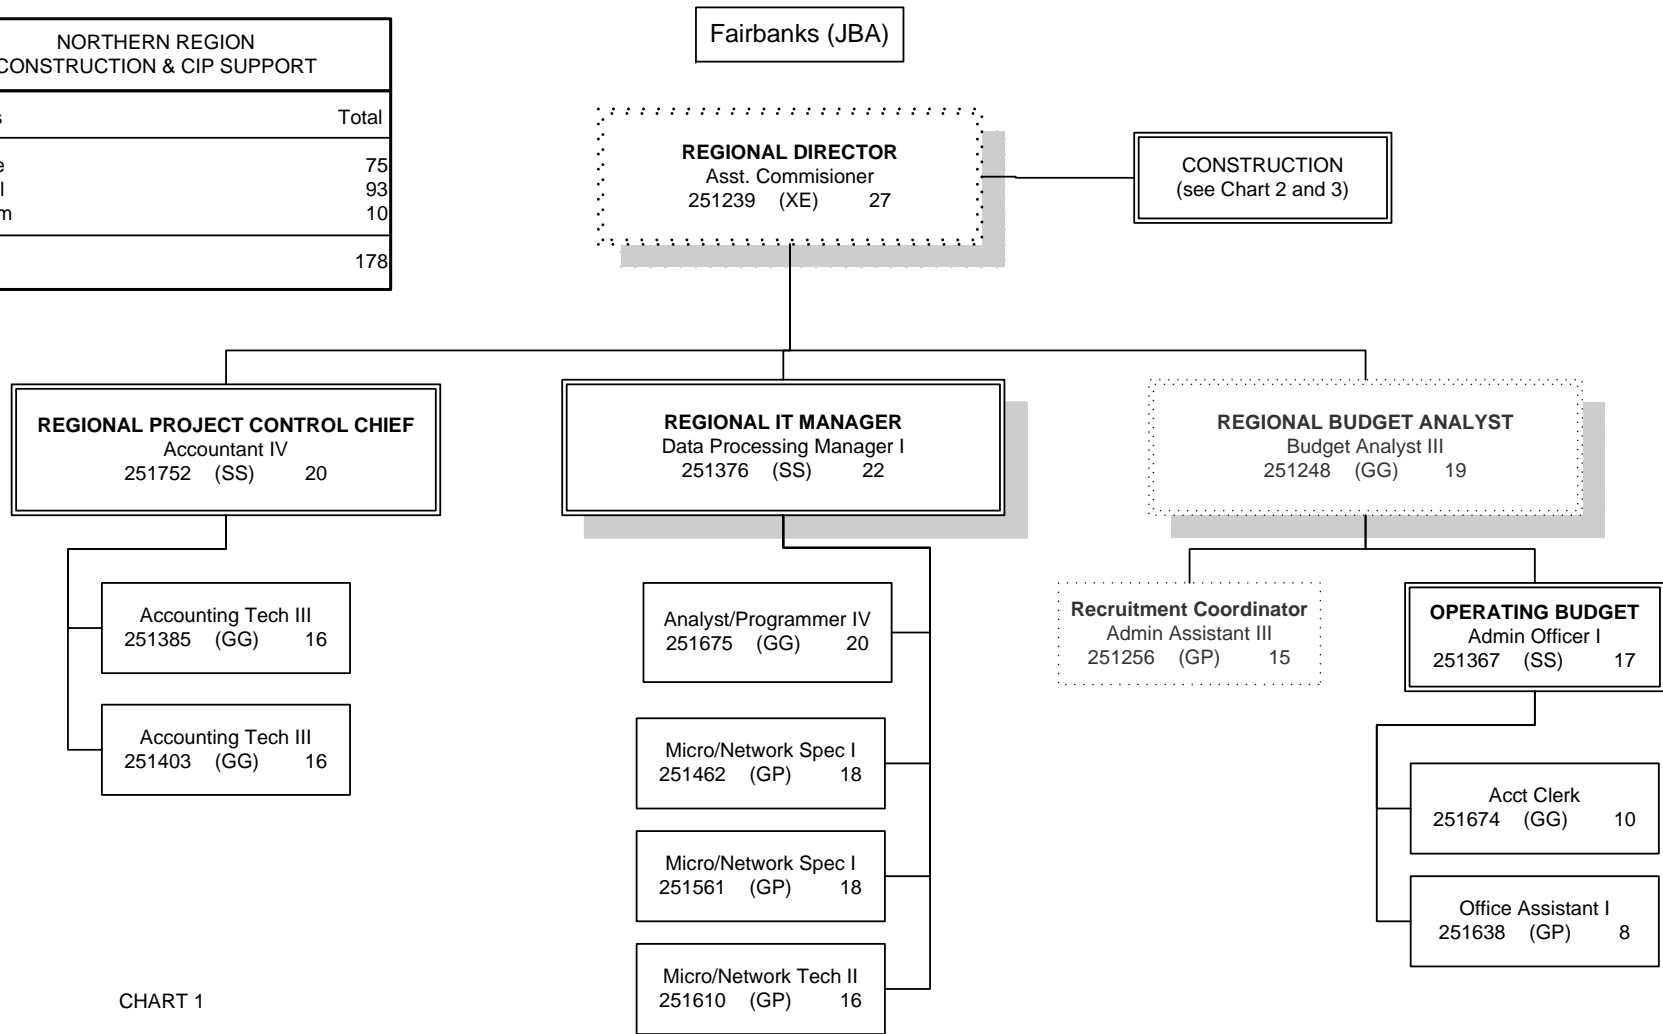 Fairbanks (JBA)
NORTHERN REGION
CONSTRUCTION & CIP SUPPORT
Total
75
93
10
178
REGIONAL DIRECTOR
Asst. Commisioner
251239 (XE) 27
CONSTRUCTION
(see Chart 2 and 3)
REGIONAL PROJECT CONTROL CHIEF
Accountant IV
251752 (SS) 20
REGIONAL IT MANAGER
Data Processing Manager I
251376 (SS) 22
REGIONAL BUDGET ANALYST
Budget Analyst III
251248 (GG) 19
Accounting Tech III
251385 (GG) 16
Accounting Tech III
251403 (GG) 16
Analyst/Programmer IV
251675 (GG) 20
Micro/Network Spec I
251462 (GP) 18
Micro/Network Spec I
251561 (GP) 18
Micro/Network Tech II
251610 (GP) 16
Recruitment Coordinator
Admin Assistant III
251256 (GP) 15
OPERATING BUDGET
Admin Officer I
251367 (SS) 17
Acct Clerk
251674 (GG) 10
Office Assistant I
251638 (GP) 8
CHART 1